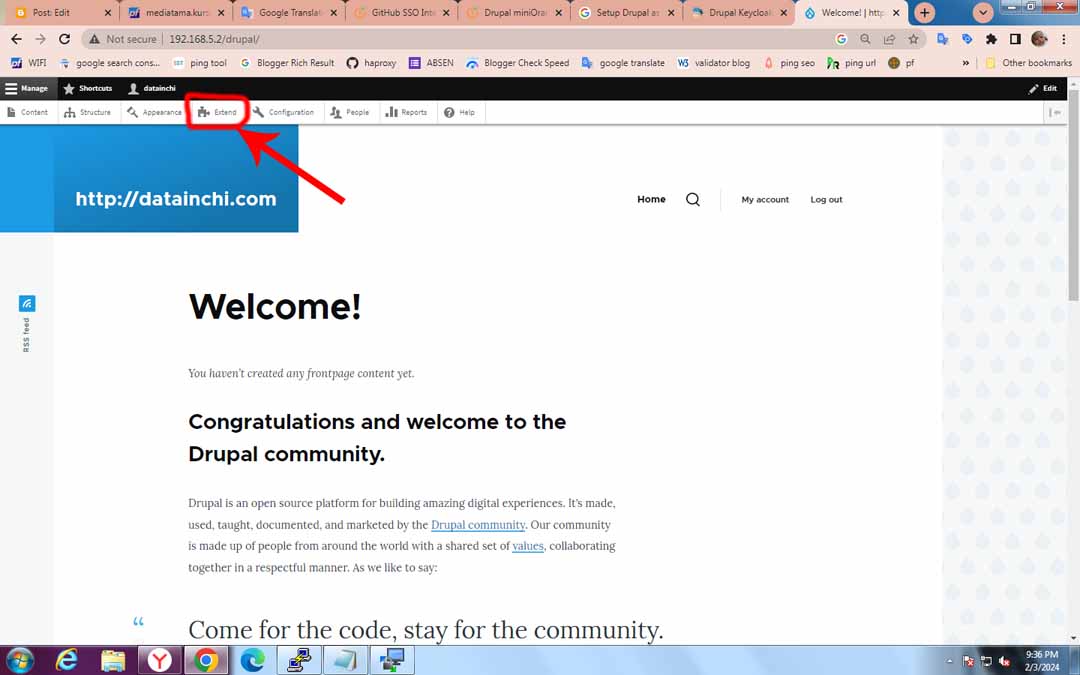 Post: Edit
mediatama.kurs
Google Translat
GitHub SSO Inte
Drupal miniOran
Setup Drupal as
Drupal Keycloak
Welcome! | http
Not secure | 192.168.5.2/drupal/
WIFI
google search cons...
ping tool
Blogger Rich Result
haproxy
ABSEN
Blogger Check Speed
google translate
W3 validator blog
ping seo
ping url
pf
»
Other bookmarks
Manage
Shortcuts
datainchi
Edit
Content
Structure
Appearance
Extend
Configuration
People
Reports
Help
http://datainchi.com
Home
My account
Log out
RSS feed
Welcome!
You haven’t created any frontpage content yet.
Congratulations and welcome to the
Drupal community.
Drupal is an open source platform for building amazing digital experiences. It’s made,
used, taught, documented, and marketed by the Drupal community. Our community
is made up of people from around the world with a shared set of values, collaborating
together in a respectful manner. As we like to say:
“
Come for the code, stay for the community.
9:36 PM
2/3/2024